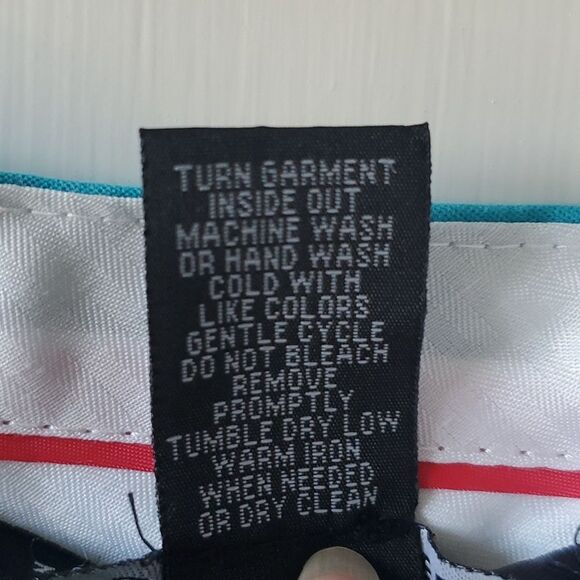 TURN GARMENT
INSIDE OUT
MACHINE WASH
OR HAND WASH
COLD WITH
LIKE COLORS
GENTLE CYCLE
DO NOT BLEACH
REMOVE
PROMPTLY
TUMBLE DRY LOW
WARM IRON
WHEN NEEDED
OR DRY CLEAN